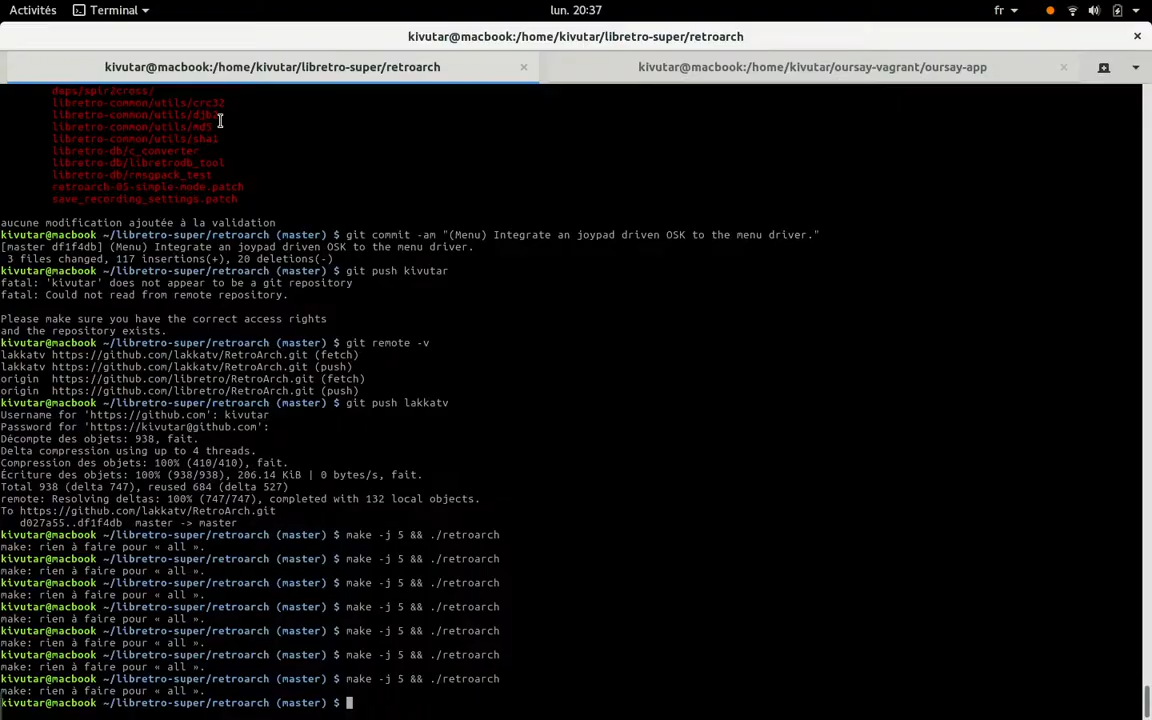 Activités
Terminal
lun. 20:37
fr
kivutar@macbook:/home/kivutar/libretro-super/retroarch
kivutar@macbook:/home/kivutar/libretro-super/retroarch
kivutar@macbook:/home/kivutar/oursay-vagrant/oursay-app
deps/spir2cross/
libretro-common/utils/crc32
libretro-common/utils/djb2
libretro-common/utils/md5
libretro-common/utils/sha1
libretro-db/c_converter
libretro-db/libretrodb_tool
libretro-db/rmsgpack_test
retroarch-05-simple-mode.patch
save_recording_settings.patch
aucune modification ajoutée à la validation
kivutar@macbook ~/libretro-super/retroarch (master) $ git commit -am "(Menu) Integrate an joypad driven OSK to the menu driver."
[master df1f4db] (Menu) Integrate an joypad driven OSK to the menu driver.
3 files changed, 117 insertions(+), 20 deletions(-)
kivutar@macbook ~/libretro-super/retroarch (master) $ git push kivutar
fatal: 'kivutar' does not appear to be a git repository
fatal: Could not read from remote repository.
Please make sure you have the correct access rights
and the repository exists.
kivutar@macbook ~/libretro-super/retroarch (master) $ git remote -v
lakkatv https://github.com/lakkatv/RetroArch.git (fetch)
lakkatv https://github.com/lakkatv/RetroArch.git (push)
origin  https://github.com/libretro/RetroArch.git (fetch)
origin  https://github.com/libretro/RetroArch.git (push)
kivutar@macbook ~/libretro-super/retroarch (master) $ git push lakkatv
Username for 'https://github.com': kivutar
Password for 'https://kivutar@github.com':
Décompte des objets: 938, fait.
Delta compression using up to 4 threads.
Compression des objets: 100% (410/410), fait.
Écriture des objets: 100% (938/938), 206.14 KiB | 0 bytes/s, fait.
Total 938 (delta 747), reused 684 (delta 527)
remote: Resolving deltas: 100% (747/747), completed with 132 local objects.
To https://github.com/lakkatv/RetroArch.git
d027a55..df1f4db  master -> master
kivutar@macbook ~/libretro-super/retroarch (master) $ make -j 5 && ./retroarch
make: rien à faire pour « all ».
kivutar@macbook ~/libretro-super/retroarch (master) $ make -j 5 && ./retroarch
make: rien à faire pour « all ».
kivutar@macbook ~/libretro-super/retroarch (master) $ make -j 5 && ./retroarch
make: rien à faire pour « all ».
kivutar@macbook ~/libretro-super/retroarch (master) $ make -j 5 && ./retroarch
make: rien à faire pour « all ».
kivutar@macbook ~/libretro-super/retroarch (master) $ make -j 5 && ./retroarch
make: rien à faire pour « all ».
kivutar@macbook ~/libretro-super/retroarch (master) $ make -j 5 && ./retroarch
make: rien à faire pour « all ».
kivutar@macbook ~/libretro-super/retroarch (master) $ make -j 5 && ./retroarch
make: rien à faire pour « all ».
kivutar@macbook ~/libretro-super/retroarch (master) $